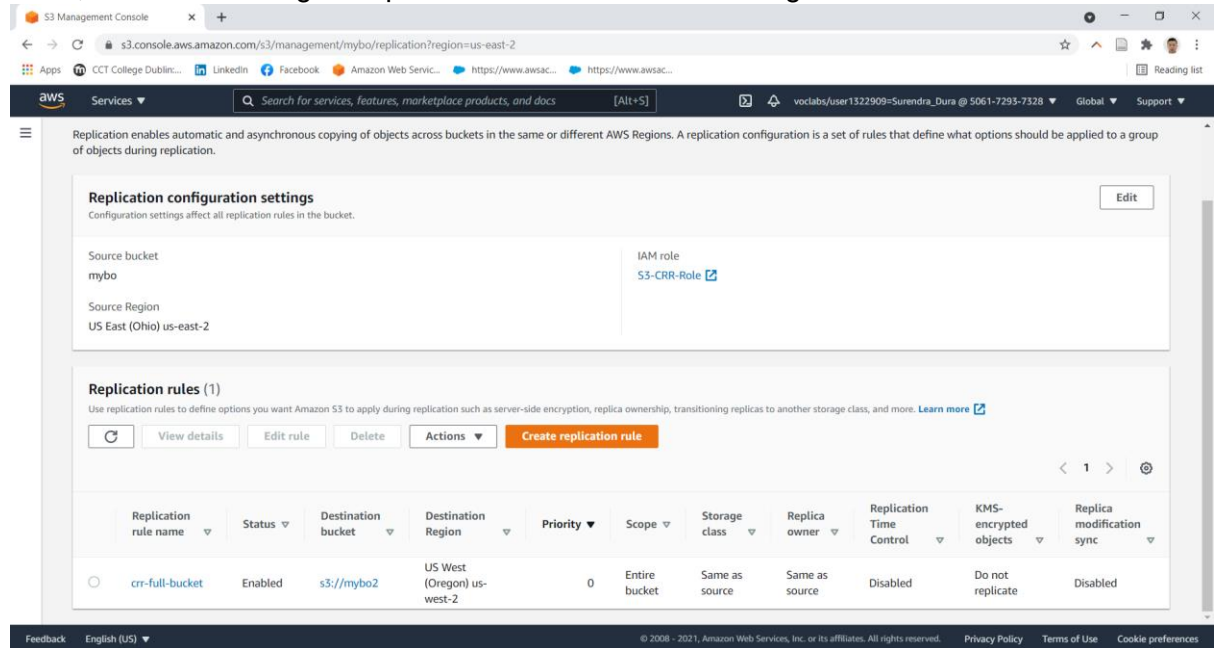 S3 Management Console
s3.console.aws.amazon.com/s3/management/mybo/replication?region=us-east-2
Apps CCT College Dublin:... LinkedIn Facebook Amazon Web Servic... https://www.awsac... https://www.awsac... Reading list
aws Services ▼ Search for services, features, marketplace products, and docs [Alt+S] voclabs/user1322909=Surendra_Dura @ 5061-7293-7328 ▼ Global ▼ Support ▼
Replication enables automatic and asynchronous copying of objects across buckets in the same or different AWS Regions. A replication configuration is a set of rules that define what options should be applied to a group
of objects during replication.
Replication configuration settings
Edit
Configuration settings affect all replication rules in the bucket.
Source bucket
mybo
Source Region
US East (Ohio) us-east-2
IAM role
S3-CRR-Role
Replication rules (1)
Use replication rules to define options you want Amazon S3 to apply during replication such as server-side encryption, replica ownership, transitioning replicas to another storage class, and more. Learn more
View details Edit rule Delete Actions ▼ Create replication rule
< 1 >
Replication rule name
Status
Destination bucket
Destination Region
Priority ▼
Scope
Storage class
Replica owner
Replication Time Control
KMS-encrypted objects
Replica modification sync
crr-full-bucket
Enabled
s3://mybo2
US West (Oregon) us-west-2
0
Entire bucket
Same as source
Same as source
Disabled
Do not replicate
Disabled
Feedback English (US) ▼ © 2008 - 2021, Amazon Web Services, Inc. or its affiliates. All rights reserved. Privacy Policy Terms of Use Cookie preferences